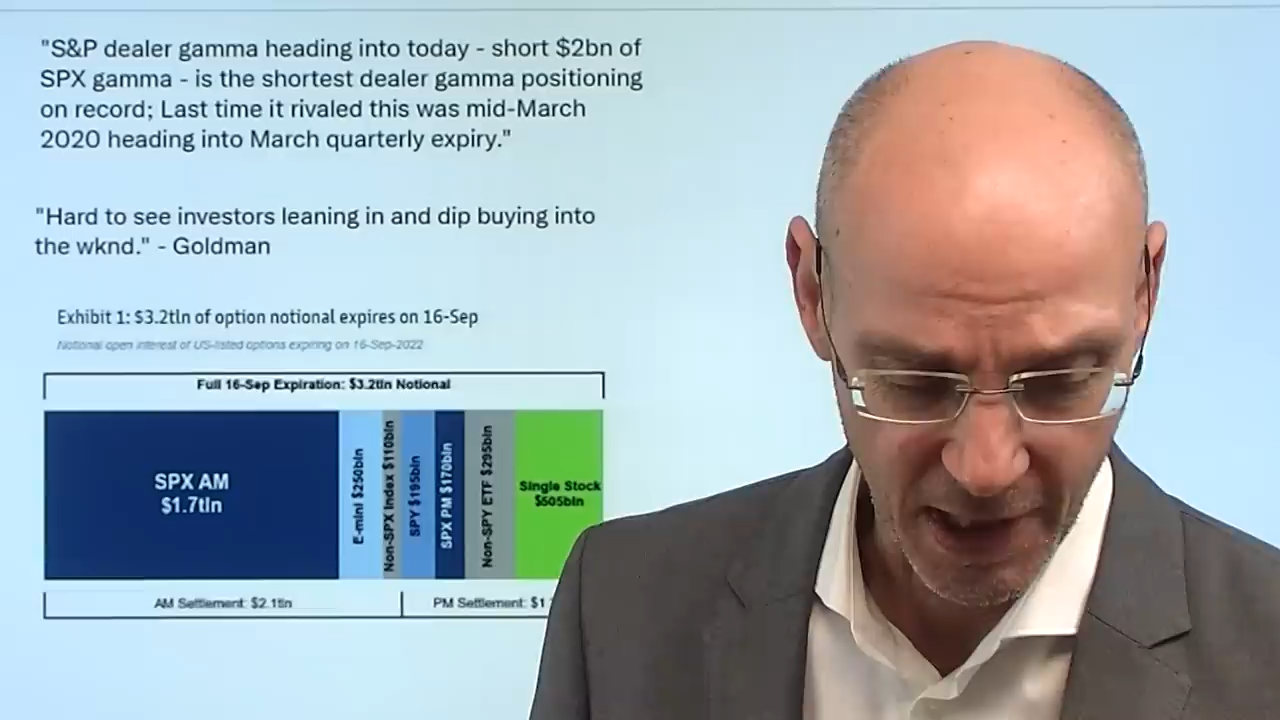 "S&P dealer gamma heading into today - short $2bn of
SPX gamma - is the shortest dealer gamma positioning
on record; Last time it rivaled this was mid-March
2020 heading into March quarterly expiry."
"Hard to see investors leaning in and dip buying into
the wknd." - Goldman
Exhibit 1: $3.2tln of option notional expires on 16-Sep
Notional open interest of US-listed options expiring on 16-Sep-2022
Full 16-Sep Expiration: $3.2tln Notional
SPX AM
$1.7tln
E-mini $250bln
Non-SPX Index $110bln
SPY $195bln
SPX PM $170bln
Non-SPY ETF $295bln
Single Stock
$505bln
AM Settlement: $2.1tln
PM Settlement: $1